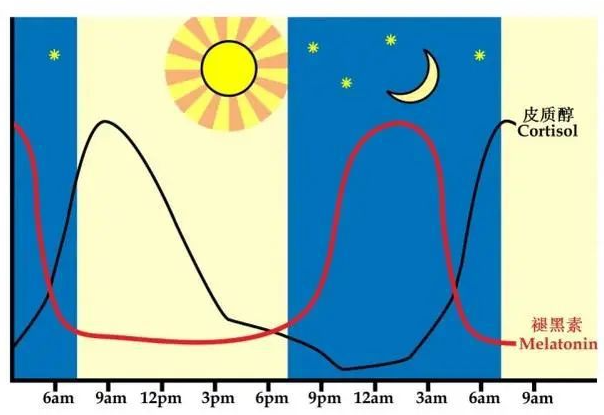 皮质醇
Cortisol
褪黑素
Melatonin
6am 9am 12pm 3pm 6pm 9pm 12am 3am 6am 9am